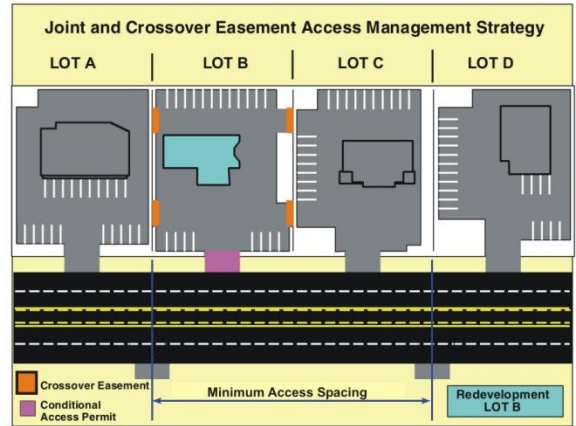 Joint and Crossover Easement Access Management Strategy
LOT A
LOT B
LOT C
LOT D
Crossover Easement
Conditional
Access Permit
Minimum Access Spacing
Redevelopment
LOT B